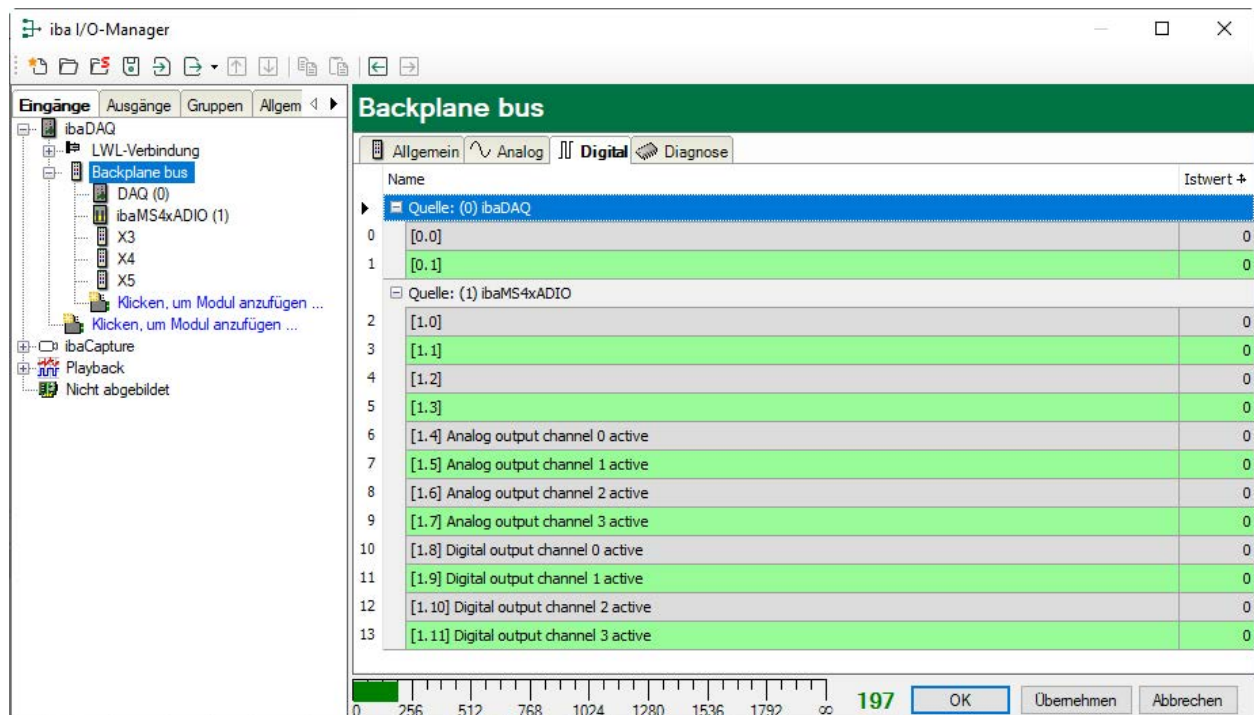 iba I/O-Manager
Eingänge Ausgänge Gruppen Allgem
ibaDAQ
LWL-Verbindung
Backplane bus
DAQ (0)
ibaMS4xADIO (1)
X3
X4
X5
Klicken, um Modul anzufügen ...
Klicken, um Modul anzufügen ...
ibaCapture
Playback
Nicht abgebildet
Backplane bus
Allgemein Analog Digital Diagnose
Name Istwert
Quelle: (0) ibaDAQ
0 [0.0] 0
1 [0.1] 0
Quelle: (1) ibaMS4xADIO
2 [1.0] 0
3 [1.1] 0
4 [1.2] 0
5 [1.3] 0
6 [1.4] Analog output channel 0 active 0
7 [1.5] Analog output channel 1 active 0
8 [1.6] Analog output channel 2 active 0
9 [1.7] Analog output channel 3 active 0
10 [1.8] Digital output channel 0 active 0
11 [1.9] Digital output channel 1 active 0
12 [1.10] Digital output channel 2 active 0
13 [1.11] Digital output channel 3 active 0
0 256 512 768 1024 1280 1536 1792 ∞ 197 OK Übernehmen Abbrechen